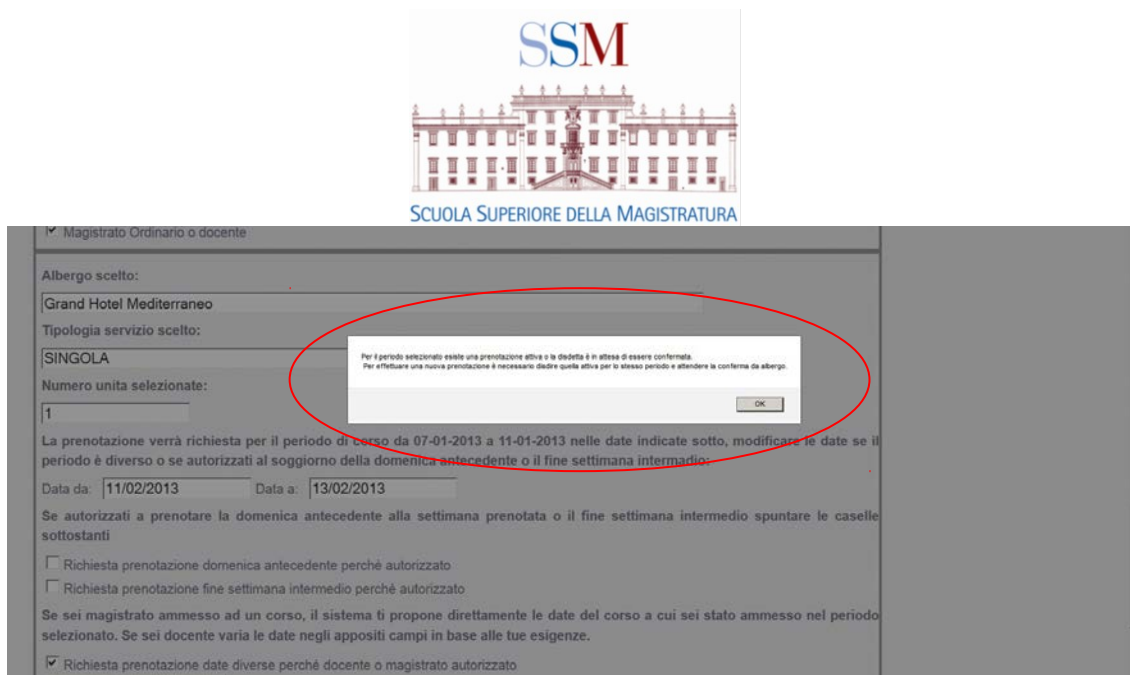 SSM
SCUOLA SUPERIORE DELLA MAGISTRATURA
Magistrato Ordinario o docente
Albergo scelto:
Grand Hotel Mediterraneo
Tipologia servizio scelto:
SINGOLA
Per il periodo selezionato esiste una prenotazione attiva o la disdetta è in attesa di essere confermata.
Per effettuare una nuova prenotazione è necessario disdire quella attiva per lo stesso periodo e attendere la conferma da albergo.
OK
Numero unita selezionate:
1
La prenotazione verrà richiesta per il periodo di corso da 07-01-2013 a 11-01-2013 nelle date indicate sotto, modificare le date se il
periodo è diverso o se autorizzati al soggiorno della domenica antecedente o il fine settimana intermadio:
Data da: 11/02/2013 Data a: 13/02/2013
Se autorizzati a prenotare la domenica antecedente alla settimana prenotata o il fine settimana intermedio spuntare le caselle
sottostanti
Richiesta prenotazione domenica antecedente perché autorizzato
Richiesta prenotazione fine settimana intermedio perché autorizzato
Se sei magistrato ammesso ad un corso, il sistema ti propone direttamente le date del corso a cui sei stato ammesso nel periodo
selezionato. Se sei docente varia le date negli appositi campi in base alle tue esigenze.
Richiesta prenotazione date diverse perché docente o magistrato autorizzato